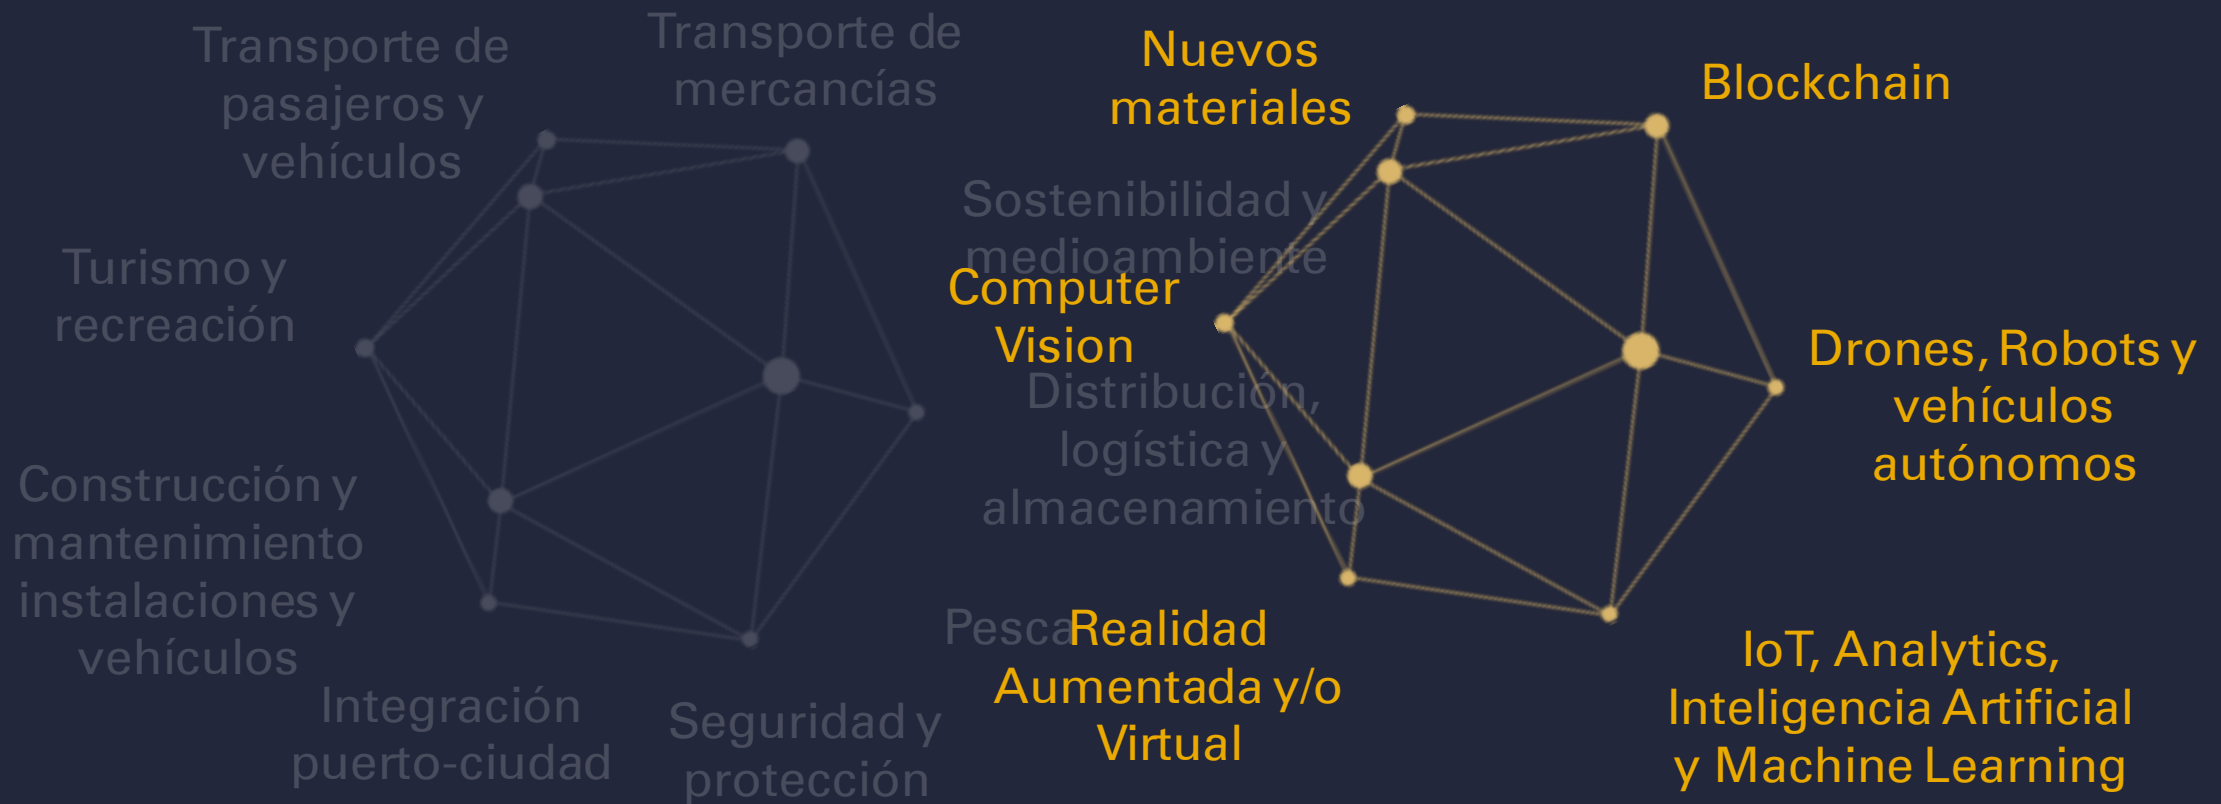 Transporte de
pasajeros y
vehículos
Transporte de
mercancías
Turismo y
recreación
Construcción y
mantenimiento
instalaciones y
vehículos
Integración
puerto-ciudad
Seguridad y
protección
Sostenibilidad y
medioambiente
Distribución,
logística y
almacenamiento
Pesca
Nuevos
materiales
Blockchain
Computer
Vision
Drones, Robots y
vehículos
autónomos
Realidad
Aumentada y/o
Virtual
IoT, Analytics,
Inteligencia Artificial
y Machine Learning